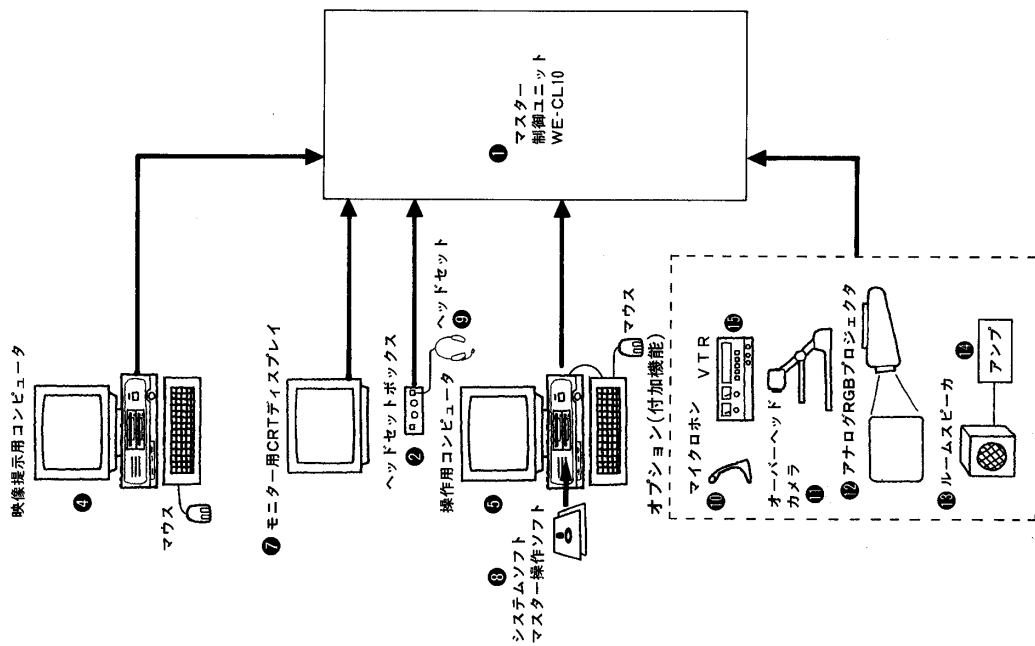 映像提示用コンピュータ
❹
マウス
❼ モニター用CRTディスプレイ
ヘッドセットボックス
❷
ヘッドセット
❾
操作用コンピュータ
❺
マウス
❽
システムソフト
マスター操作ソフト
❶ マスター
制御ユニット
WE-CL10
オプション(付加機能)
マイクロホン
❿
VTR
⓯
オーバーヘッド
カメラ
⓫
⓬ アナログRGBプロジェクタ
⓭ ルームスピーカ
⓮
アンプ